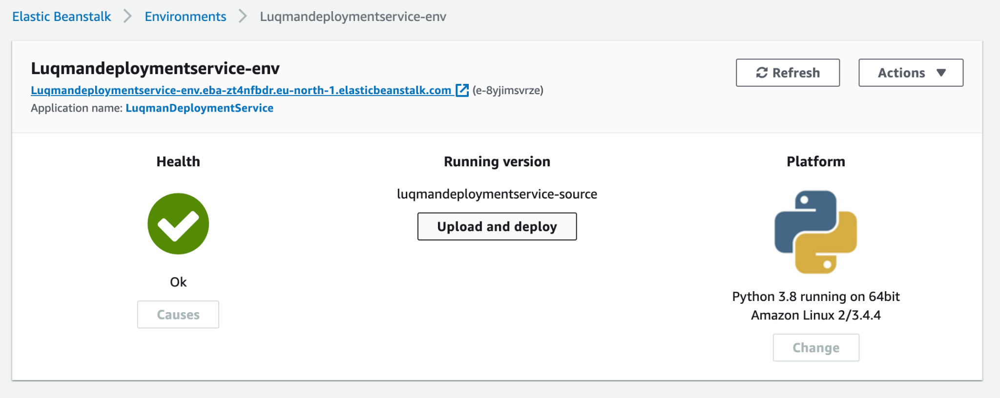 Elastic Beanstalk > Environments > Luqmandeploymentservice-env
Luqmandeploymentservice-env
Refresh
Actions
Luqmandeploymentservice-env.eba-zt4nfbdr.eu-north-1.elasticbeanstalk.com (e-8yjimsvrze)
Application name: LuqmanDeploymentService
Health
Ok
Causes
Running version
luqmandeploymentservice-source
Upload and deploy
Platform
Python 3.8 running on 64bit
Amazon Linux 2/3.4.4
Change